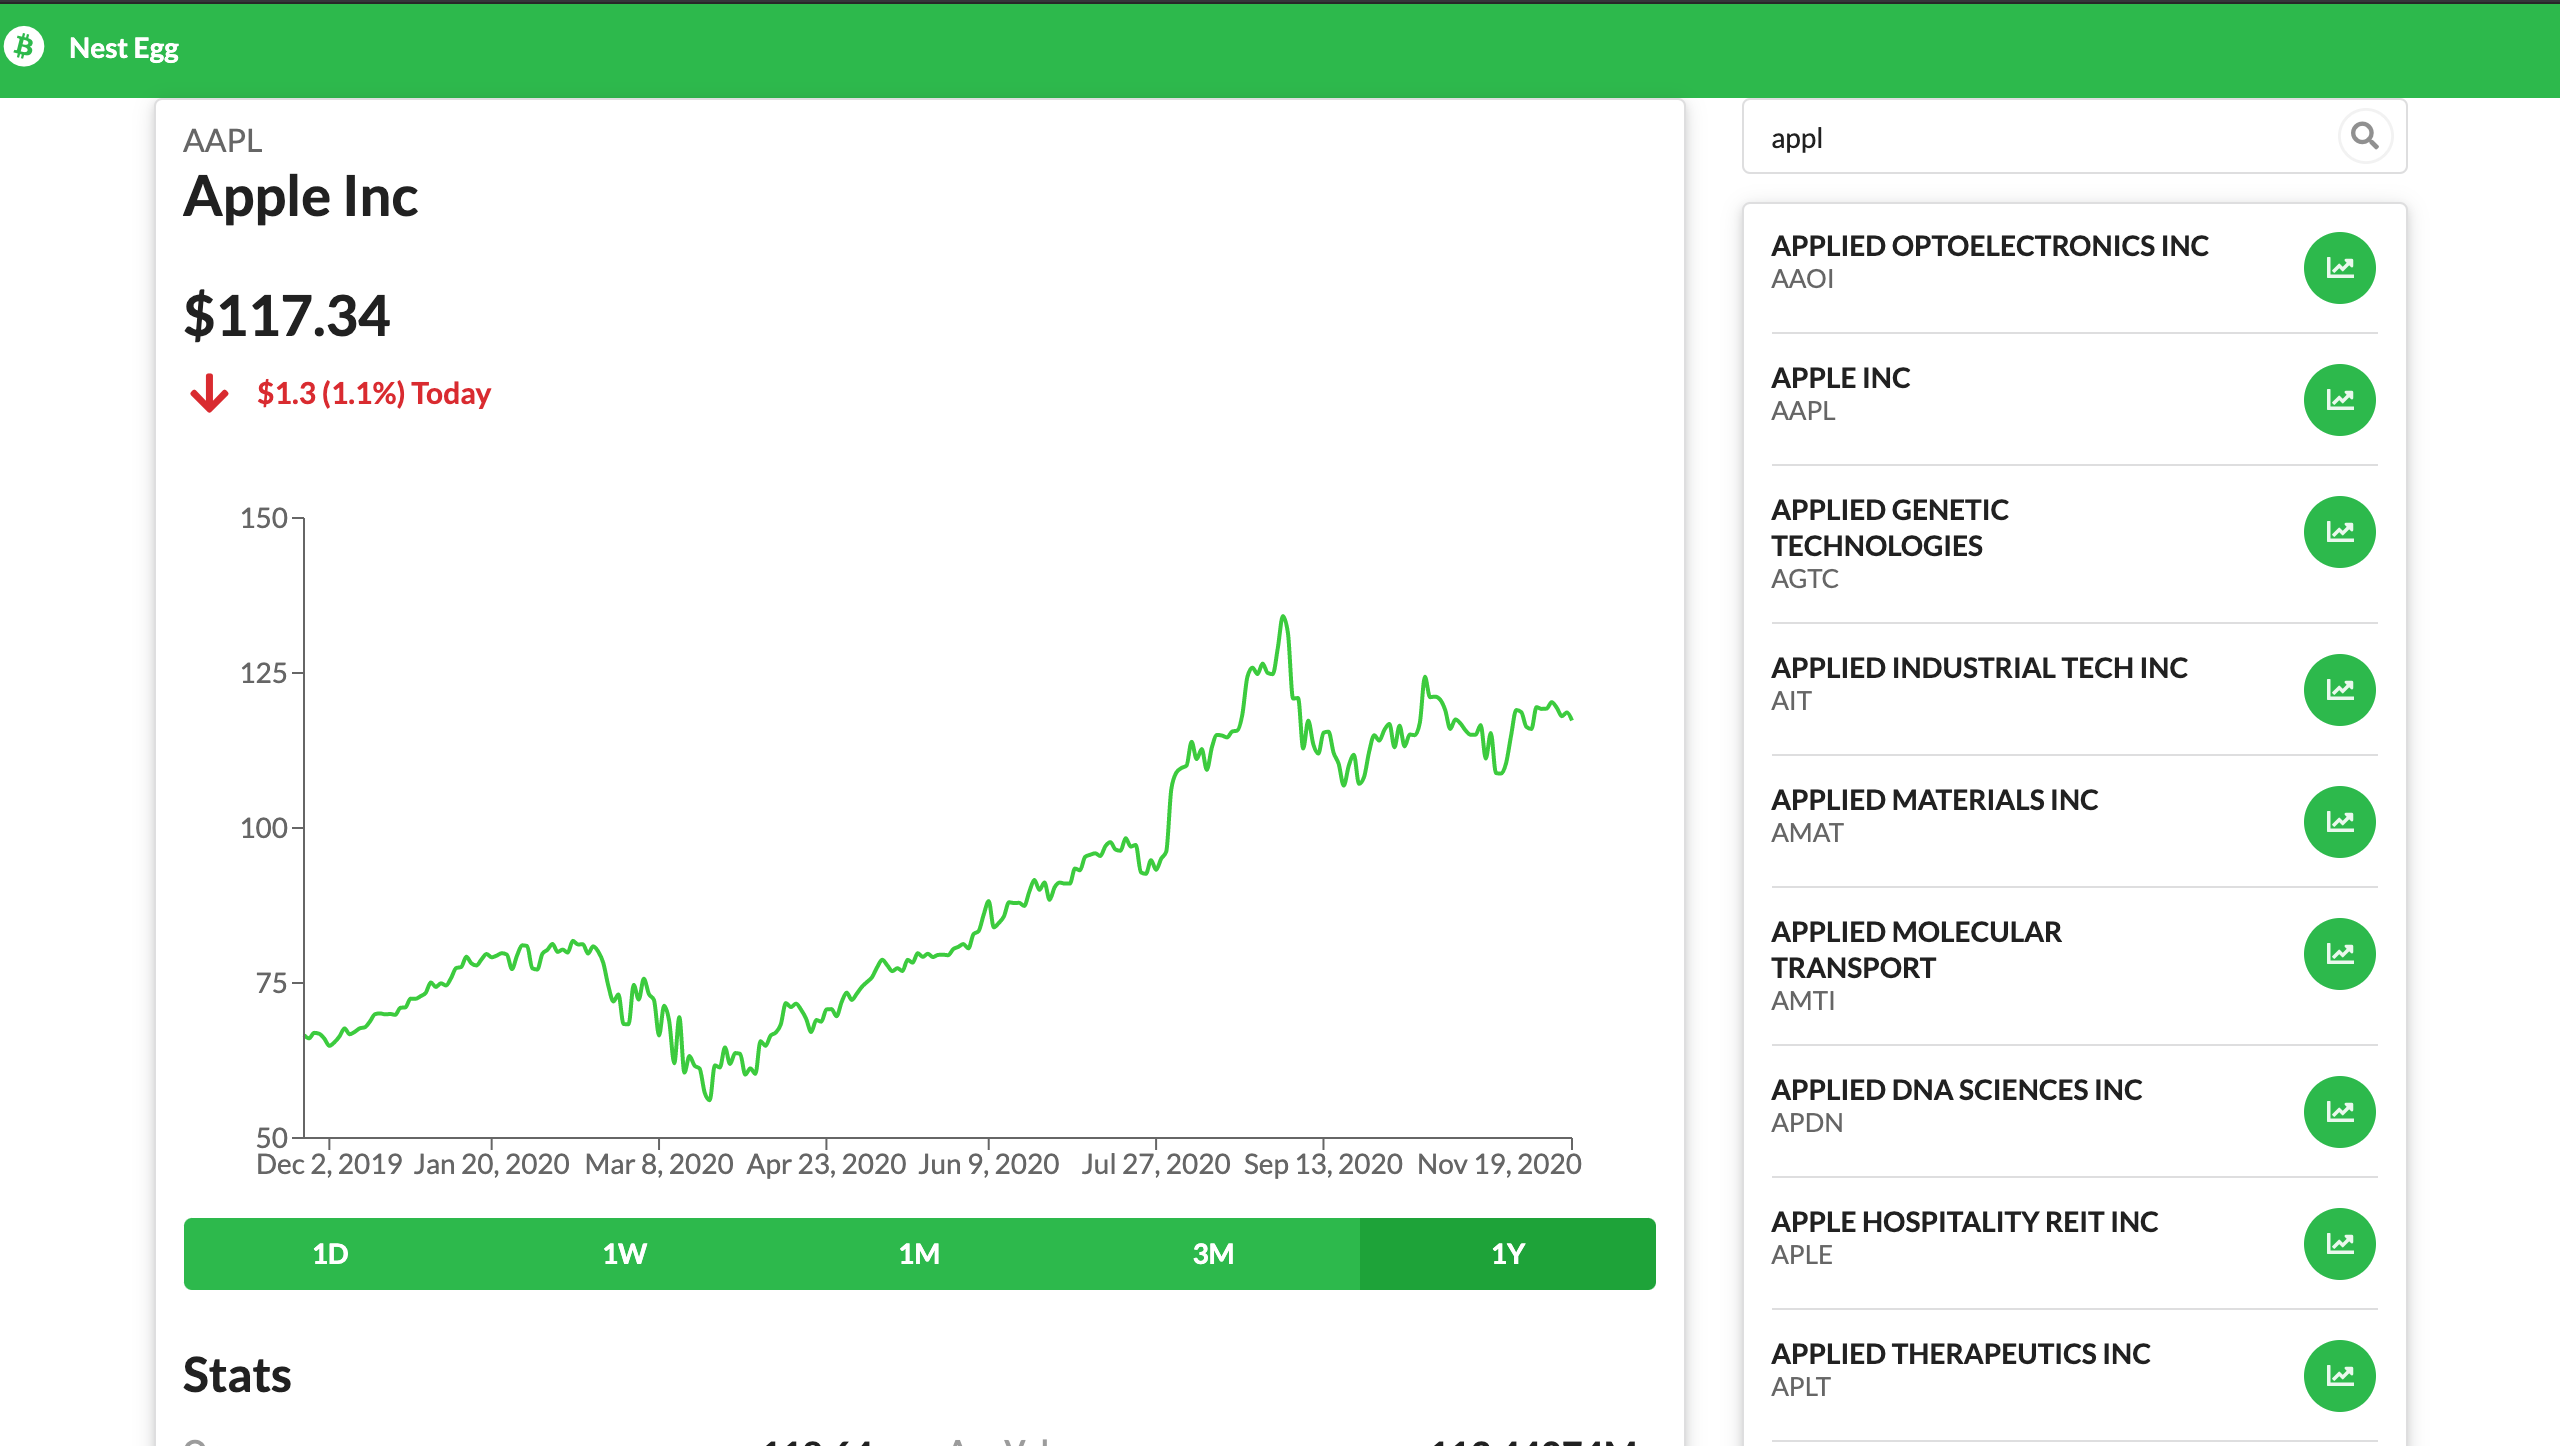 Nest Egg
AAPL
Apple Inc
$117.34
$1.3 (1.1%) Today
150
125
100
75
50
Dec 2, 2019 Jan 20, 2020 Mar 8, 2020 Apr 23, 2020 Jun 9, 2020 Jul 27, 2020 Sep 13, 2020 Nov 19, 2020
1D 1W 1M 3M 1Y
Stats
appl
APPLIED OPTOELECTRONICS INC
AAOI
APPLE INC
AAPL
APPLIED GENETIC
TECHNOLOGIES
AGTC
APPLIED INDUSTRIAL TECH INC
AIT
APPLIED MATERIALS INC
AMAT
APPLIED MOLECULAR
TRANSPORT
AMTI
APPLIED DNA SCIENCES INC
APDN
APPLE HOSPITALITY REIT INC
APLE
APPLIED THERAPEUTICS INC
APLT